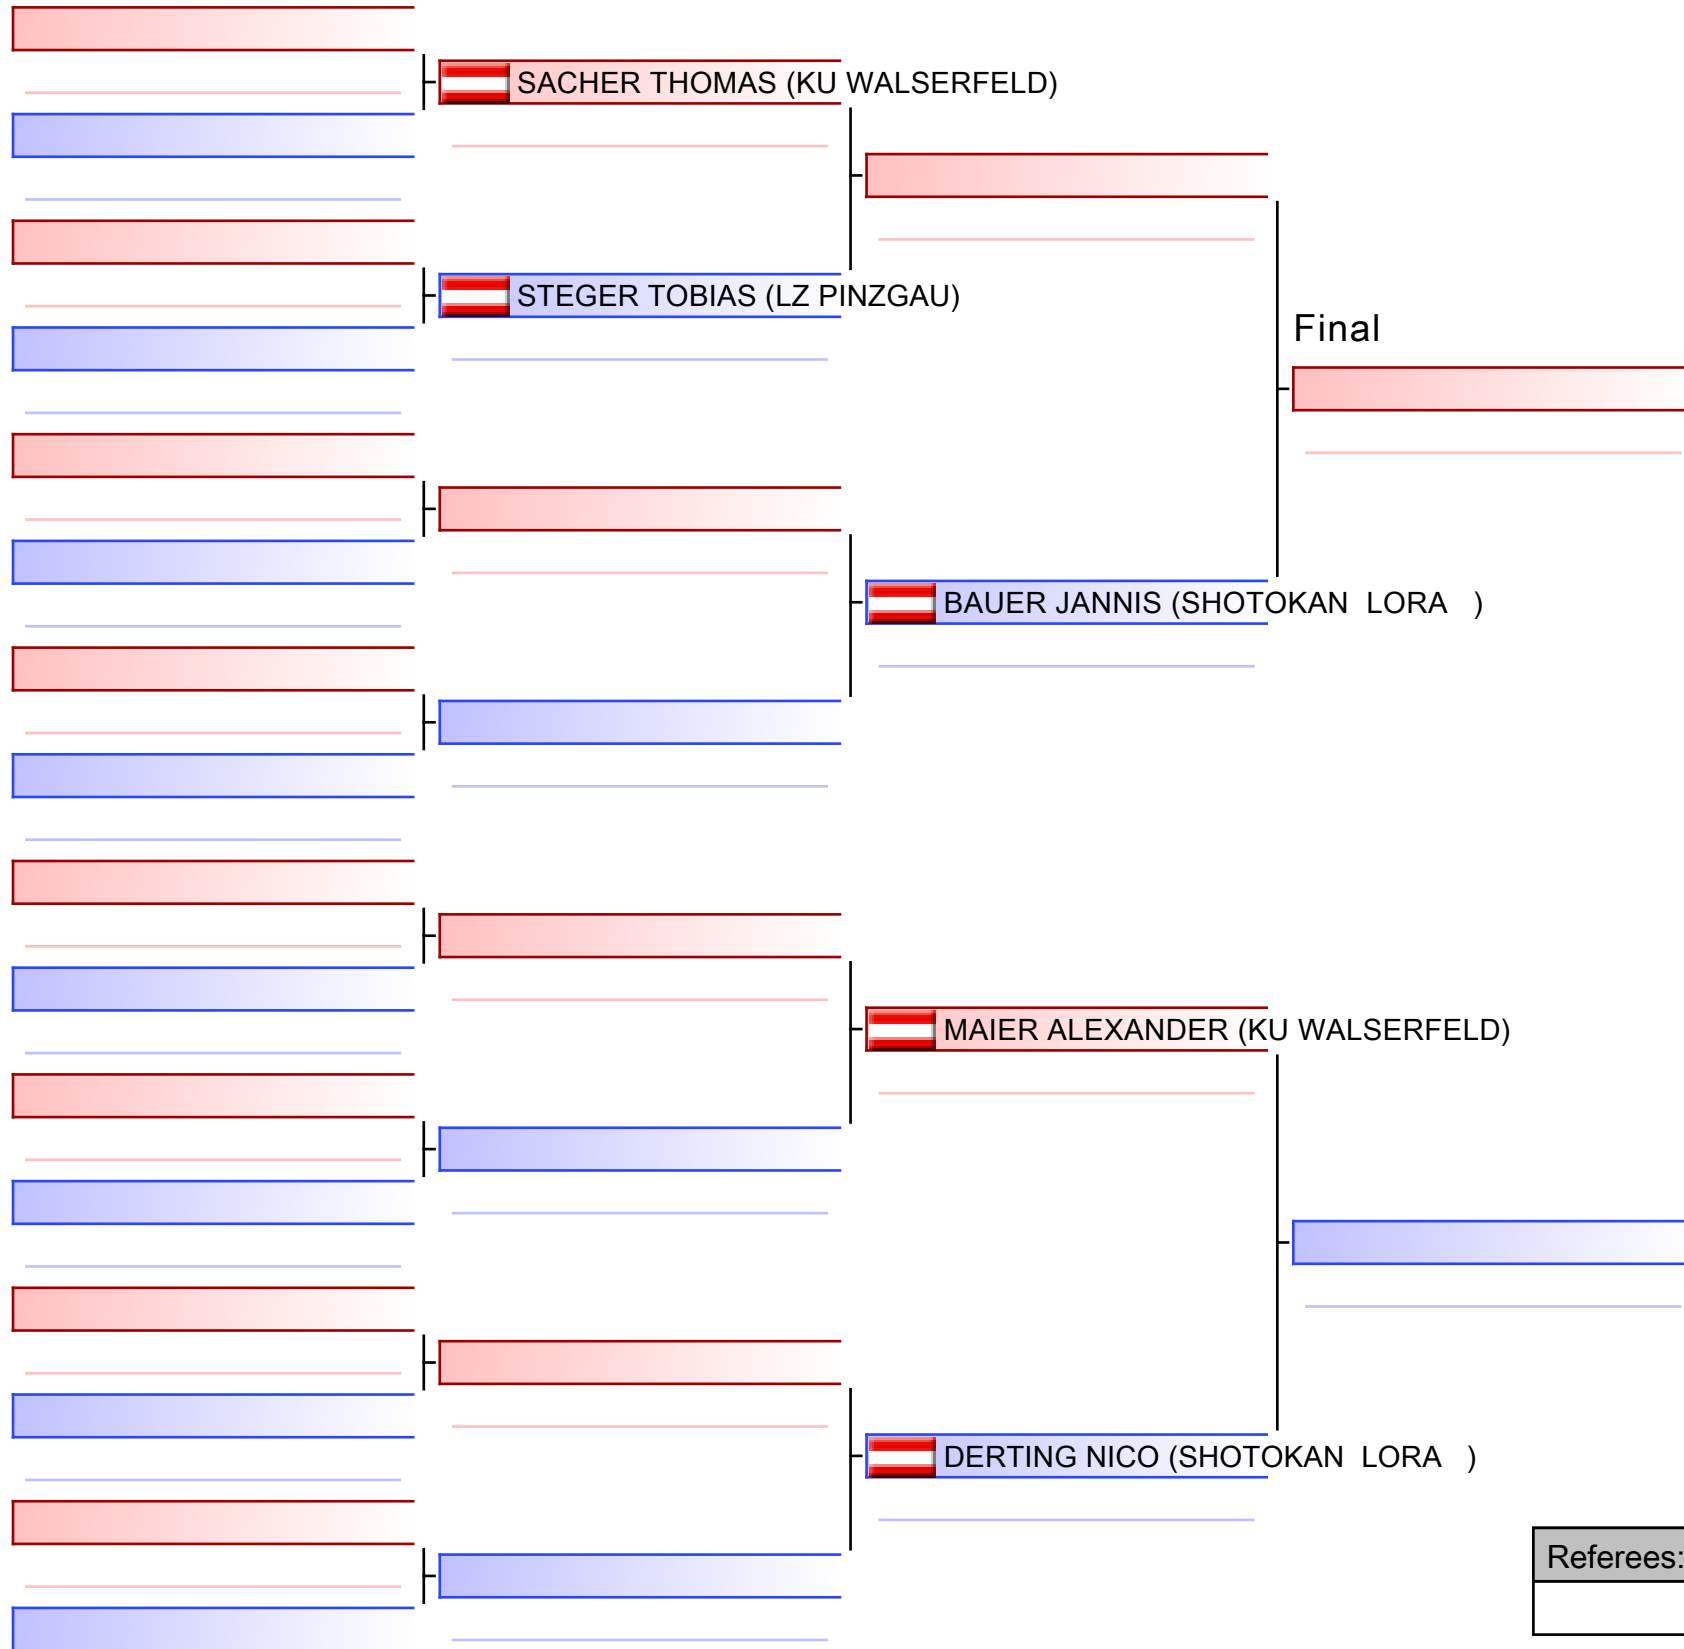 SACHER THOMAS (KU WALSERFELD)
STEGER TOBIAS (LZ PINZGAU)
Final
BAUER JANNIS (SHOTOKAN LORA )
MAIER ALEXANDER (KU WALSERFELD)
DERTING NICO (SHOTOKAN LORA )
Referees: